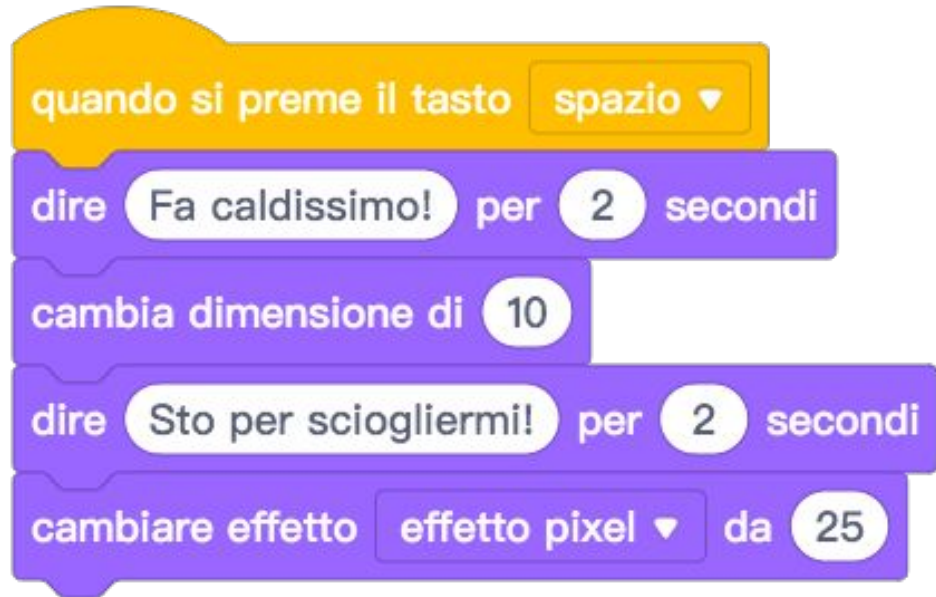 quando si preme il tasto spazio
dire Fa caldissimo! per 2 secondi
cambia dimensione di 10
dire Sto per sciogliermi! per 2 secondi
cambiare effetto effetto pixel da 25